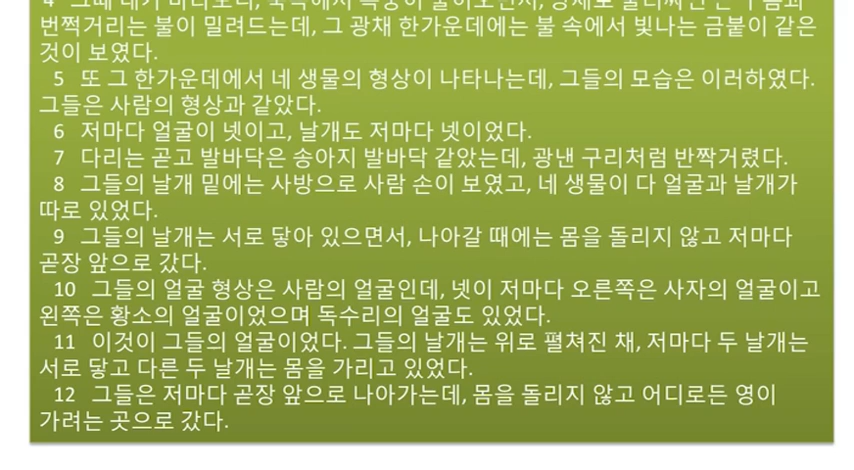 번쩍거리는 불이 밀려드는데, 그 광채 한가운데에는 불 속에서 빛나는 금붙이 같은
것이 보였다.
5 또 그 한가운데에서 네 생물의 형상이 나타나는데, 그들의 모습은 이러하였다.
그들은 사람의 형상과 같았다.
6 저마다 얼굴이 넷이고, 날개도 저마다 넷이었다.
7 다리는 곧고 발바닥은 송아지 발바닥 같았는데, 광낸 구리처럼 반짝거렸다.
8 그들의 날개 밑에는 사방으로 사람 손이 보였고, 네 생물이 다 얼굴과 날개가
따로 있었다.
9 그들의 날개는 서로 닿아 있으면서, 나아갈 때에는 몸을 돌리지 않고 저마다
곧장 앞으로 갔다.
10 그들의 얼굴 형상은 사람의 얼굴인데, 넷이 저마다 오른쪽은 사자의 얼굴이고
왼쪽은 황소의 얼굴이었으며 독수리의 얼굴도 있었다.
11 이것이 그들의 얼굴이었다. 그들의 날개는 위로 펼쳐진 채, 저마다 두 날개는
서로 닿고 다른 두 날개는 몸을 가리고 있었다.
12 그들은 저마다 곧장 앞으로 나아가는데, 몸을 돌리지 않고 어디로든 영이
가려는 곳으로 갔다.